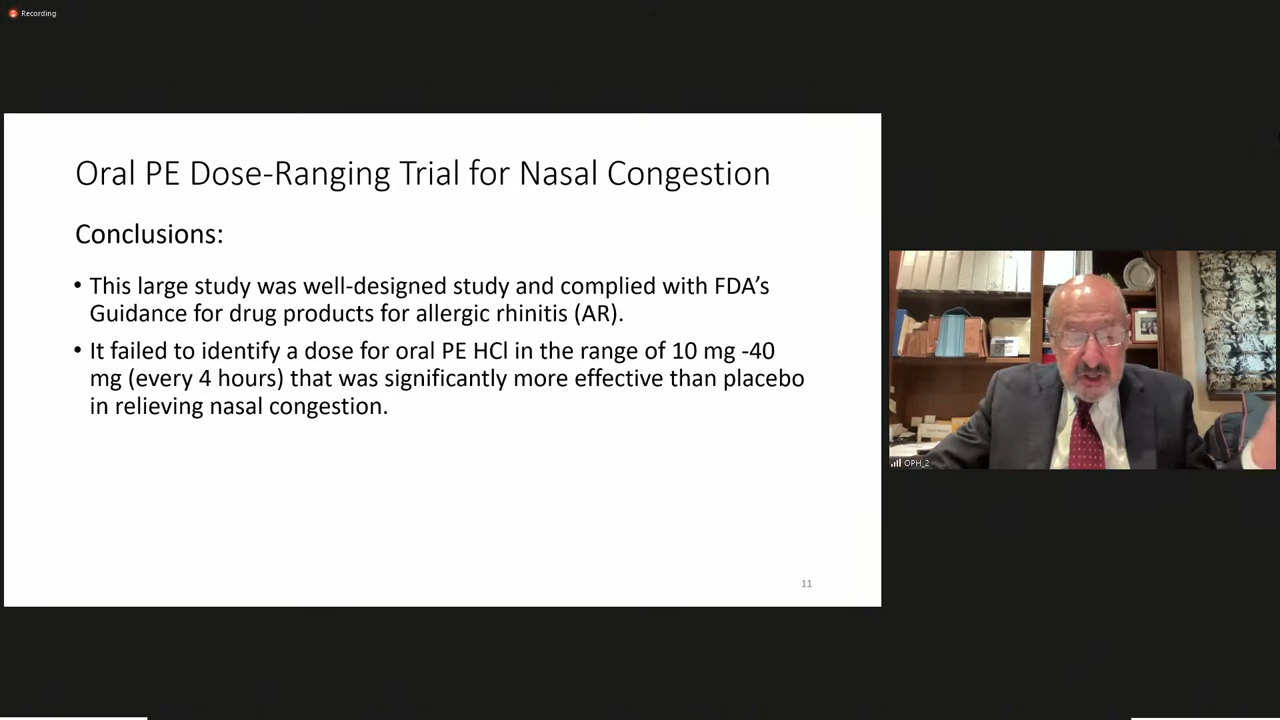 Recording
Oral PE Dose-Ranging Trial for Nasal Congestion
Conclusions:
• This large study was well-designed study and complied with FDA’s
Guidance for drug products for allergic rhinitis (AR).
• It failed to identify a dose for oral PE HCl in the range of 10 mg -40
mg (every 4 hours) that was significantly more effective than placebo
in relieving nasal congestion.
11
OPH_2